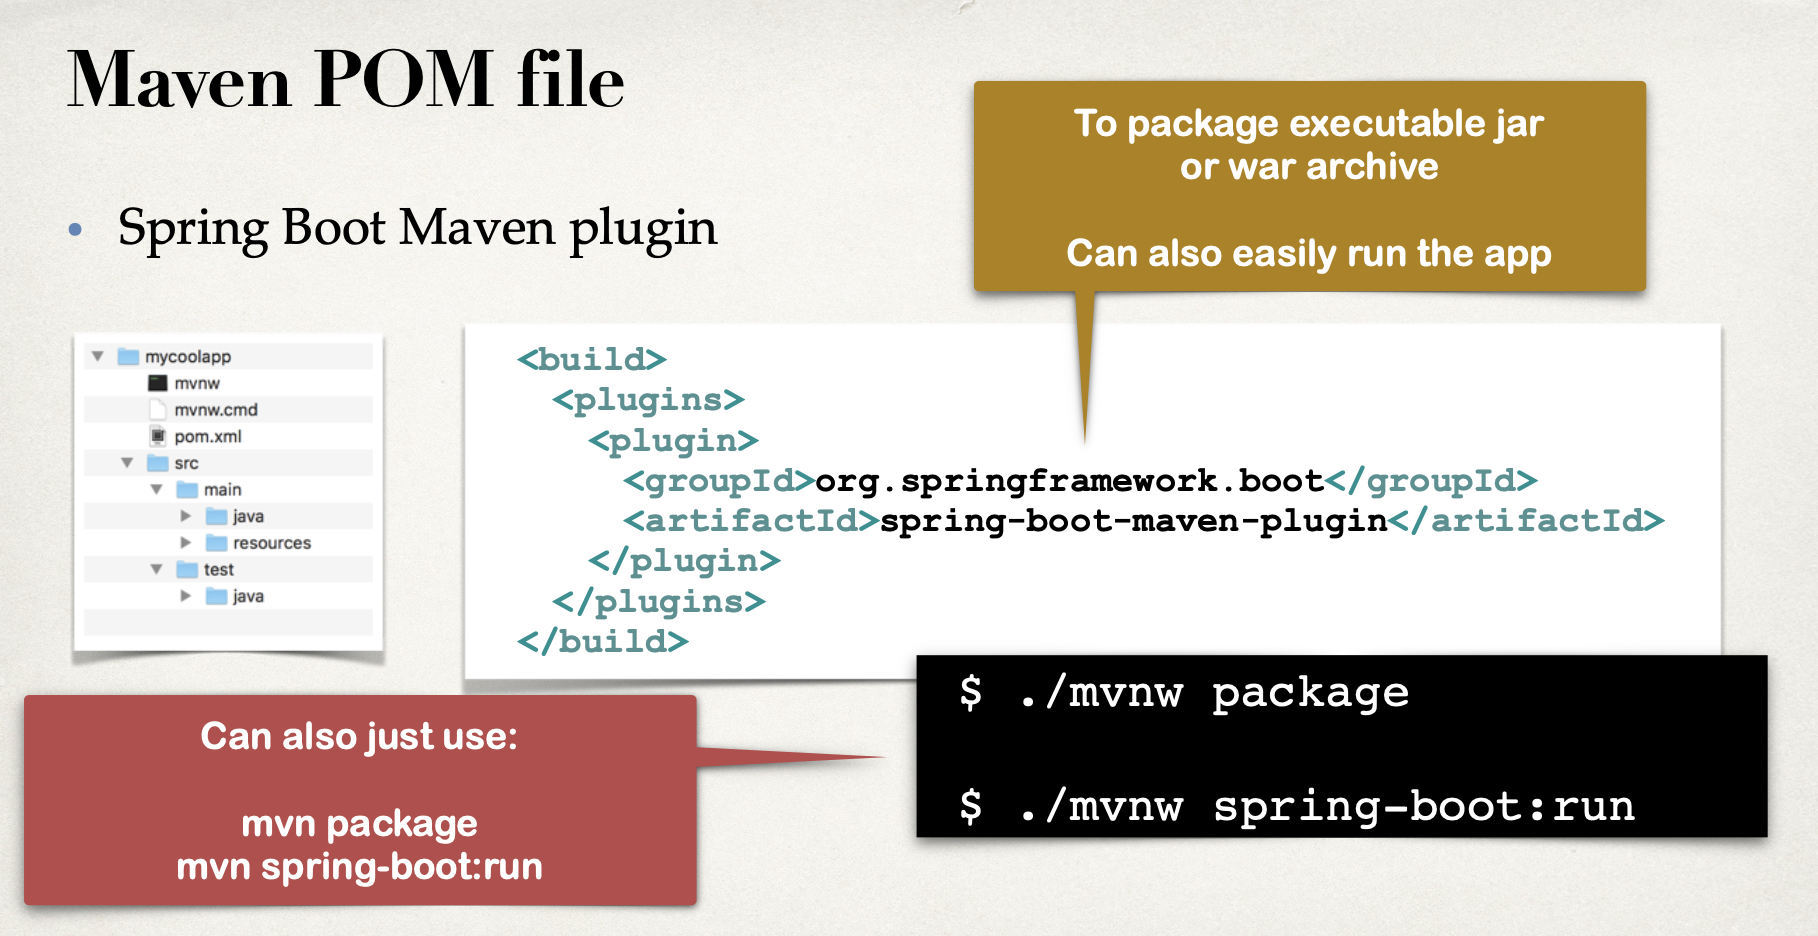 Maven POM file
To package executable jar
or war archive
Can also easily run the app
• Spring Boot Maven plugin
mycoolapp
mvnw
mvnw.cmd
pom.xml
src
main
java
resources
test
java
<build>
<plugins>
<plugin>
<groupId>org.springframework.boot</groupId>
<artifactId>spring-boot-maven-plugin</artifactId>
</plugin>
</plugins>
</build>
$ ./mvnw package
$ ./mvnw spring-boot:run
Can also just use:
mvn package
mvn spring-boot:run